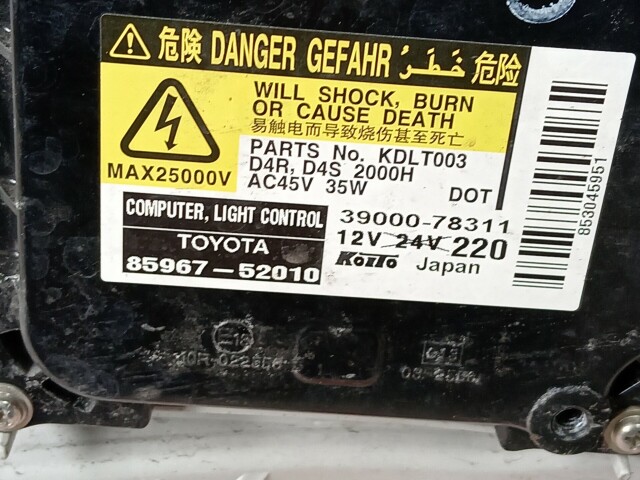 危険 DANGER GEFAHR خَطَرٌ 危险
WILL SHOCK, BURN
OR CAUSE DEATH
易触电而导致烧伤甚至死亡
MAX25000V
PARTS No. KDLT003
D4R, D4S 2000H
AC45V 35W
DOT
COMPUTER, LIGHT CONTROL
39000-78311
TOYOTA
12V 24V 220
85967-52010
KOITO Japan
853045951